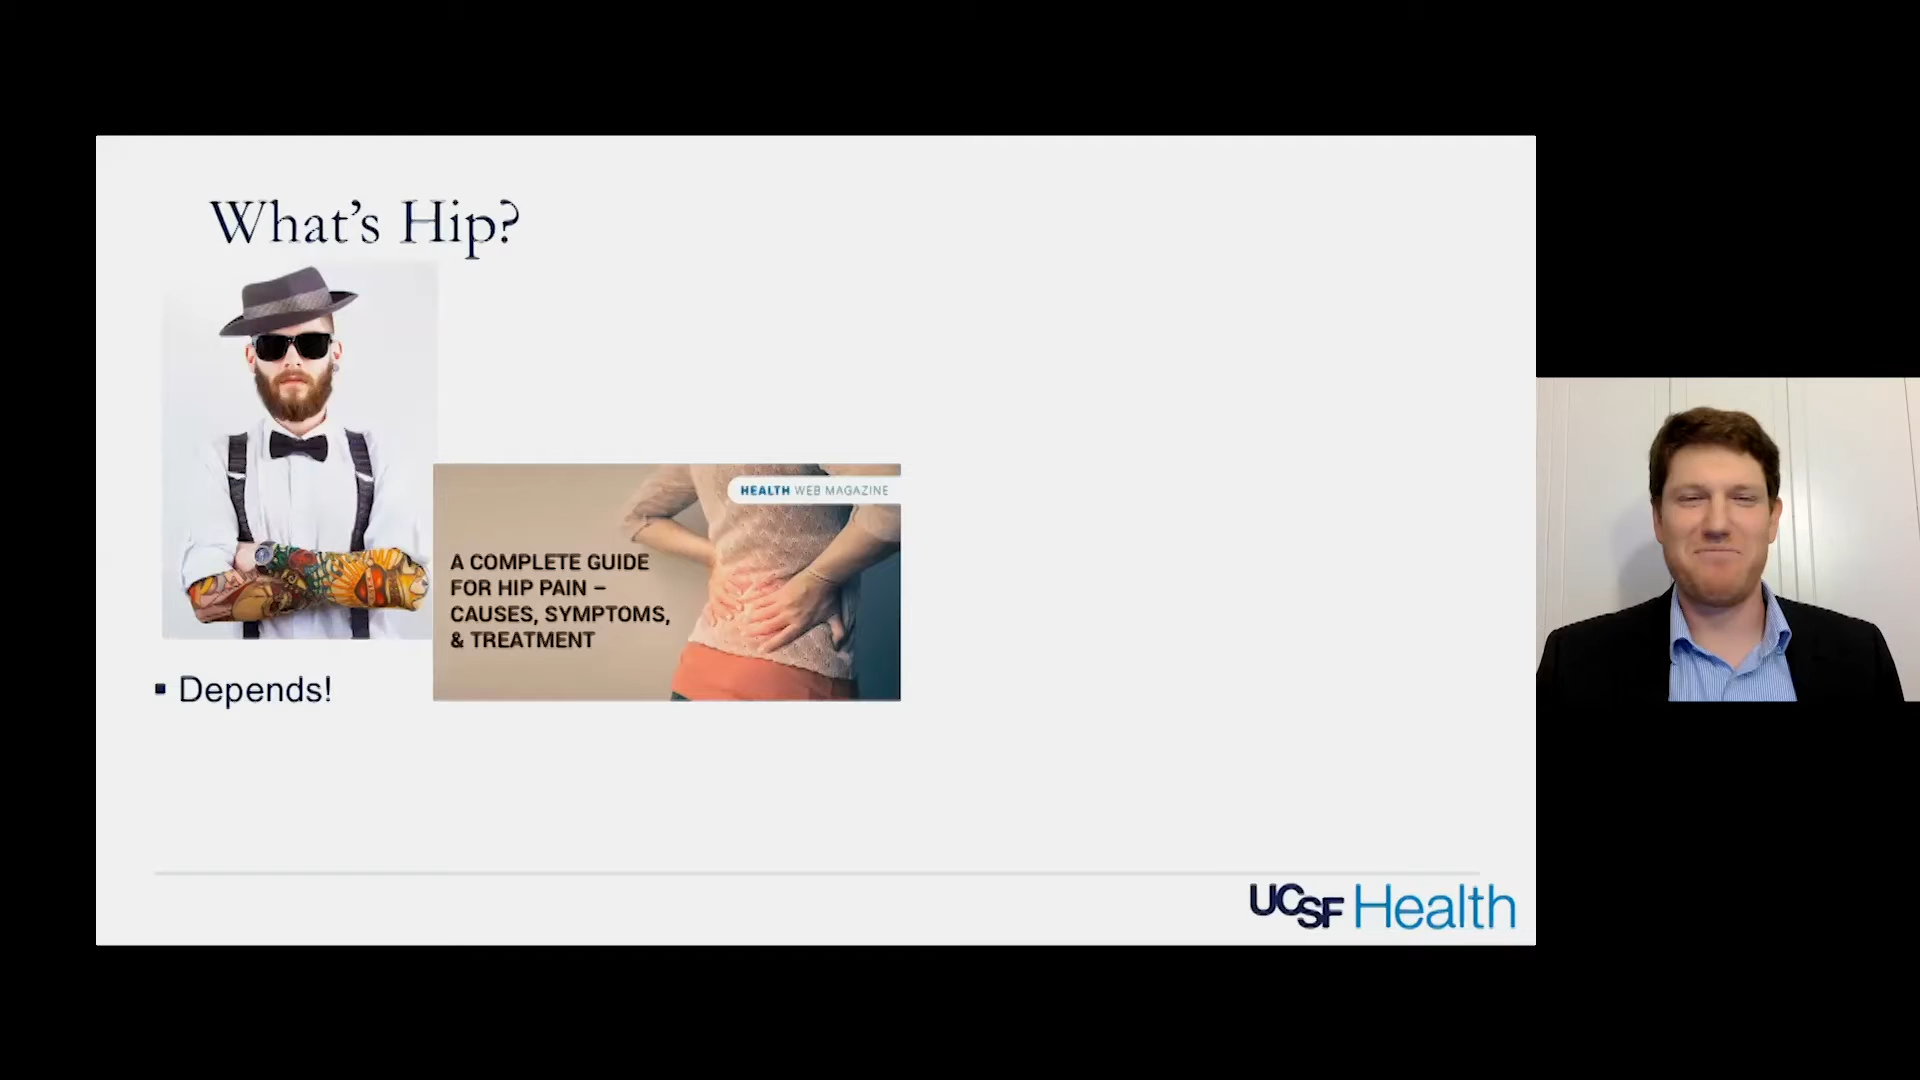 What's Hip?
HEALTH WEB MAGAZINE
A COMPLETE GUIDE
FOR HIP PAIN –
CAUSES, SYMPTOMS,
& TREATMENT
▪ Depends!
UCSF Health